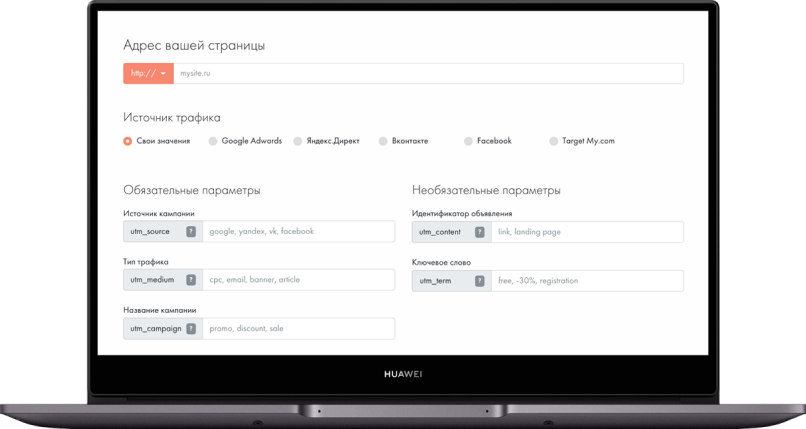 Адрес вашей страницы
http:// mysite.ru
Источник трафика
Свои значения Google Adwords Яндекс.Директ Вконтакте Facebook Target My.com
Обязательные параметры Необязательные параметры
Источник кампании Идентификатор объявления
utm_source ? google, yandex, vk, facebook utm_content ? link, landing page
Тип трафика Ключевое слово
utm_medium ? cpc, email, banner, article utm_term ? free, -30%, registration
Название кампании
utm_campaign ? promo, discount, sale
HUAWEI